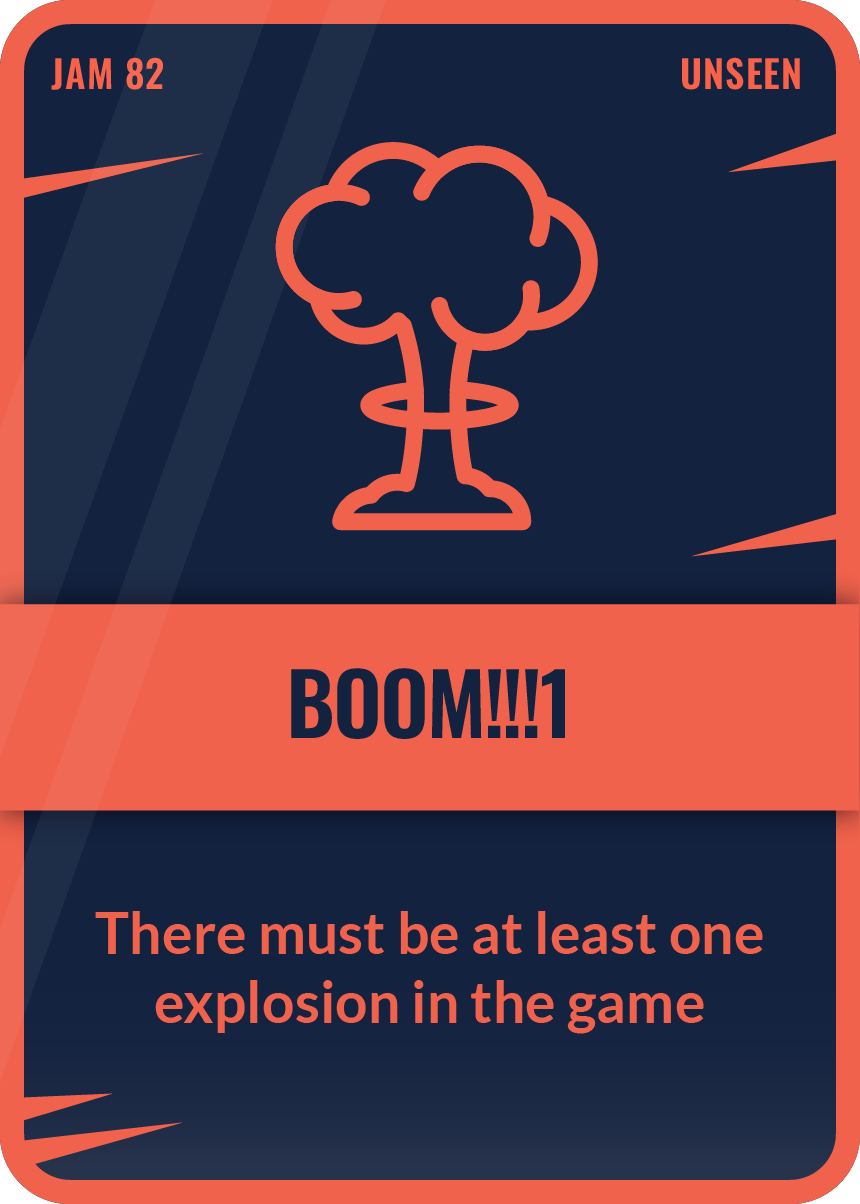 JAM 82
UNSEEN
BOOM!!!1
There must be at least one
explosion in the game